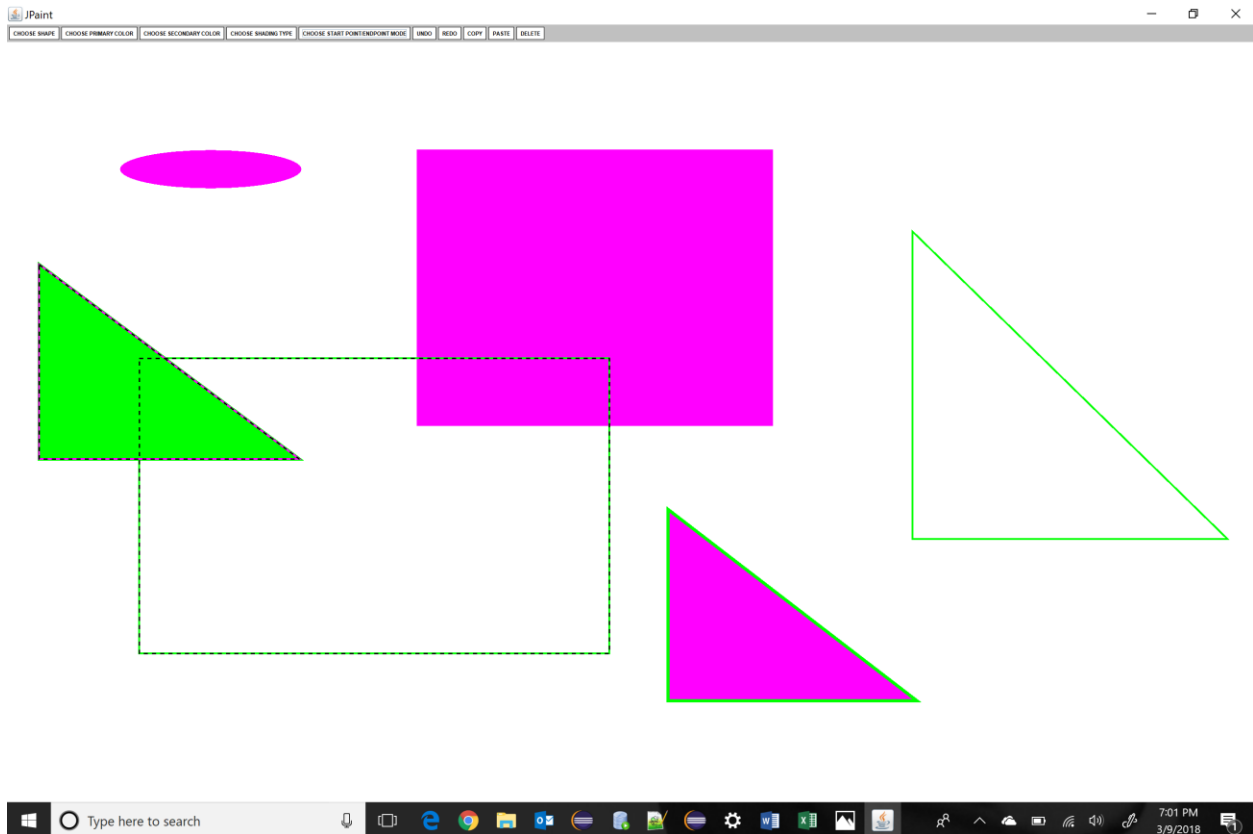 JPaint
CHOOSE SHAPE CHOOSE PRIMARY COLOR CHOOSE SECONDARY COLOR CHOOSE SHADING TYPE CHOOSE START POINT/ENDPOINT MODE UNDO REDO COPY PASTE DELETE
Type here to search
7:01 PM
3/9/2018